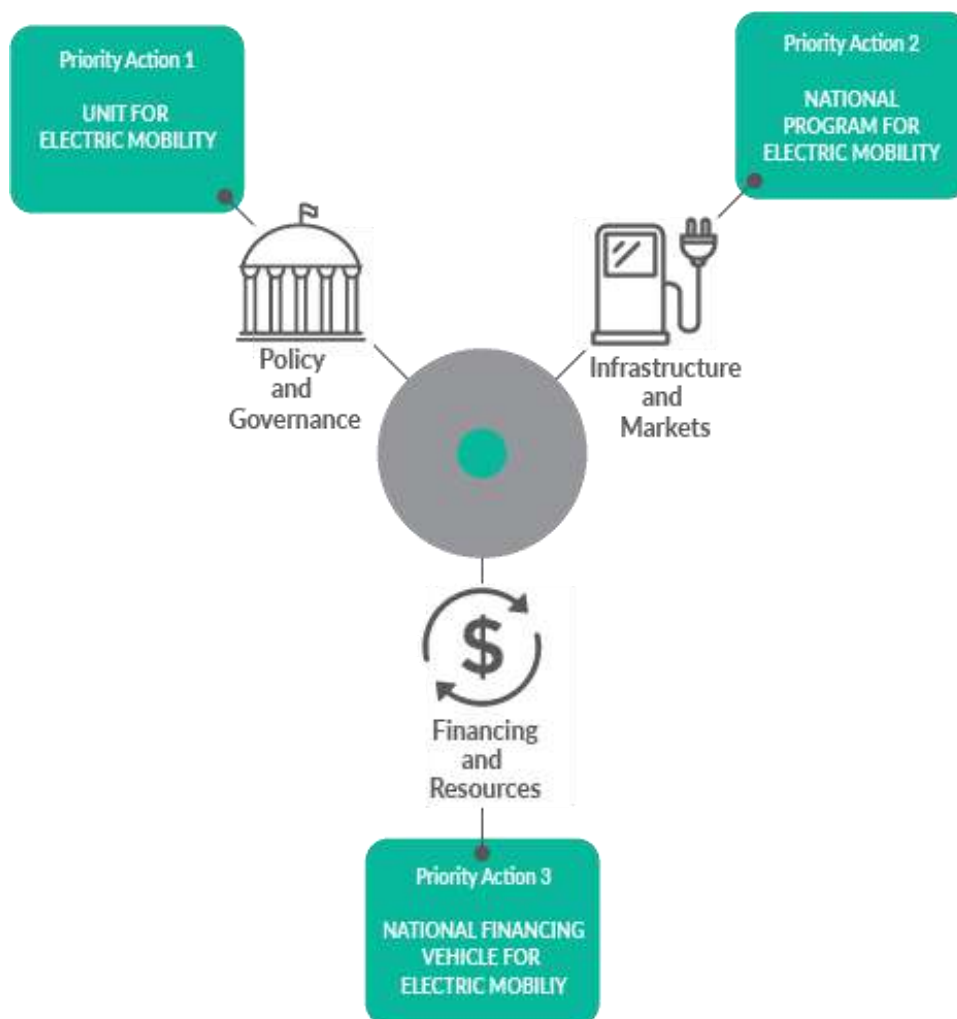 Priority Action 1
UNIT FOR
ELECTRIC MOBILITY
Priority Action 2
NATIONAL
PROGRAM FOR
ELECTRIC MOBILITY
Policy
and
Governance
Infrastructure
and
Markets
$
Financing
and
Resources
Priority Action 3
NATIONAL FINANCING
VEHICLE FOR
ELECTRIC MOBILIY